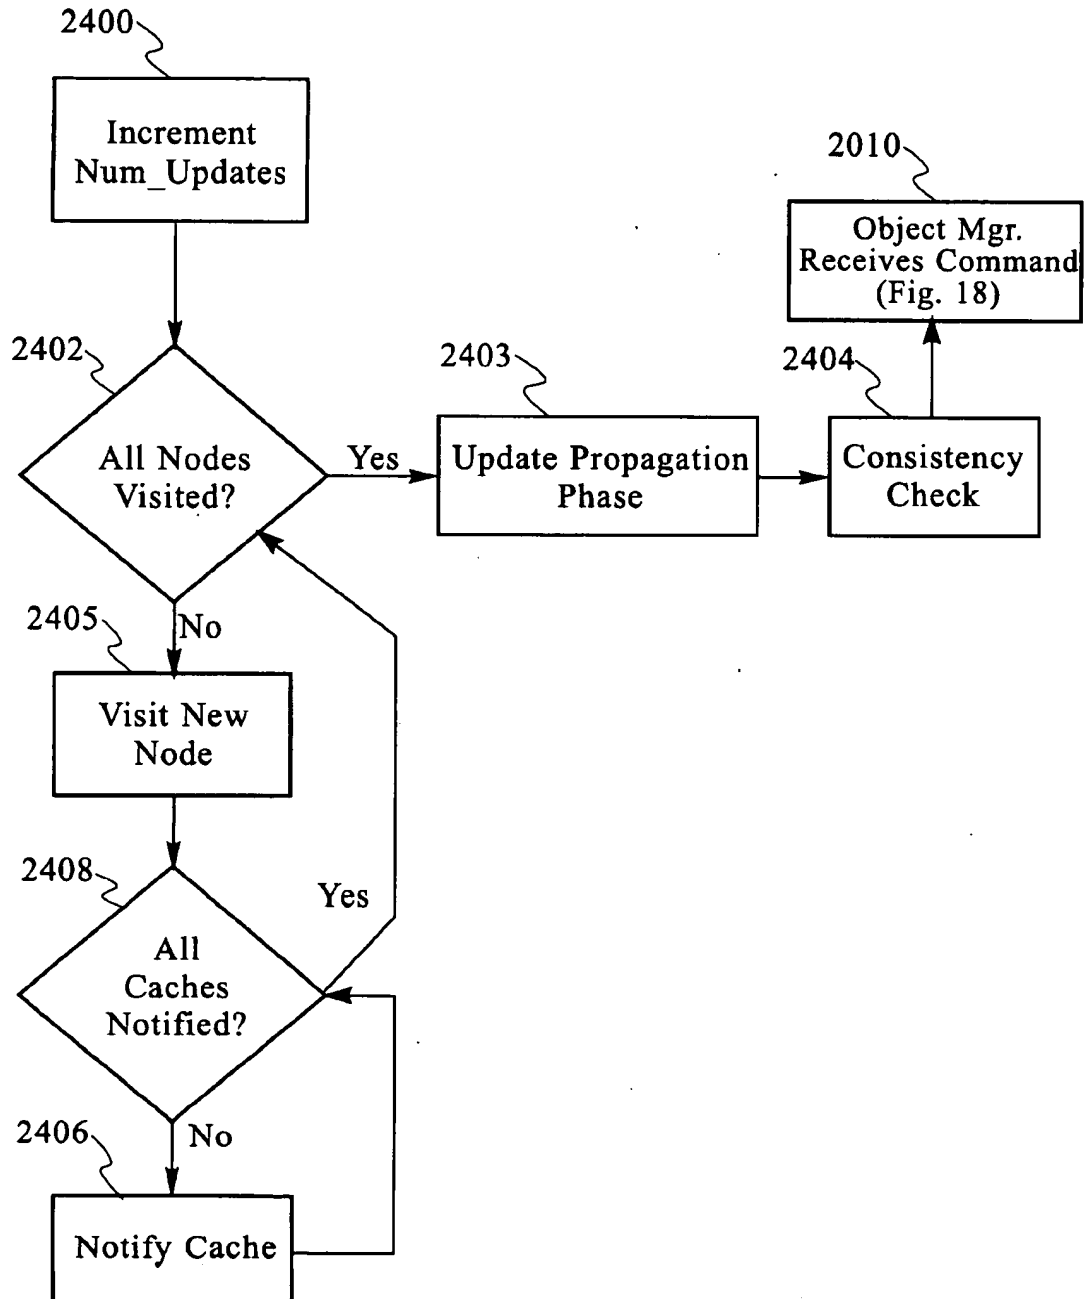 2400
Increment
Num_Updates
2010
Object Mgr.
Receives Command
(Fig. 18)
2402
All Nodes
Visited?
Yes
2403
Update Propagation
Phase
2404
Consistency
Check
No
2405
Visit New
Node
2408
All
Caches
Notified?
Yes
No
2406
Notify Cache